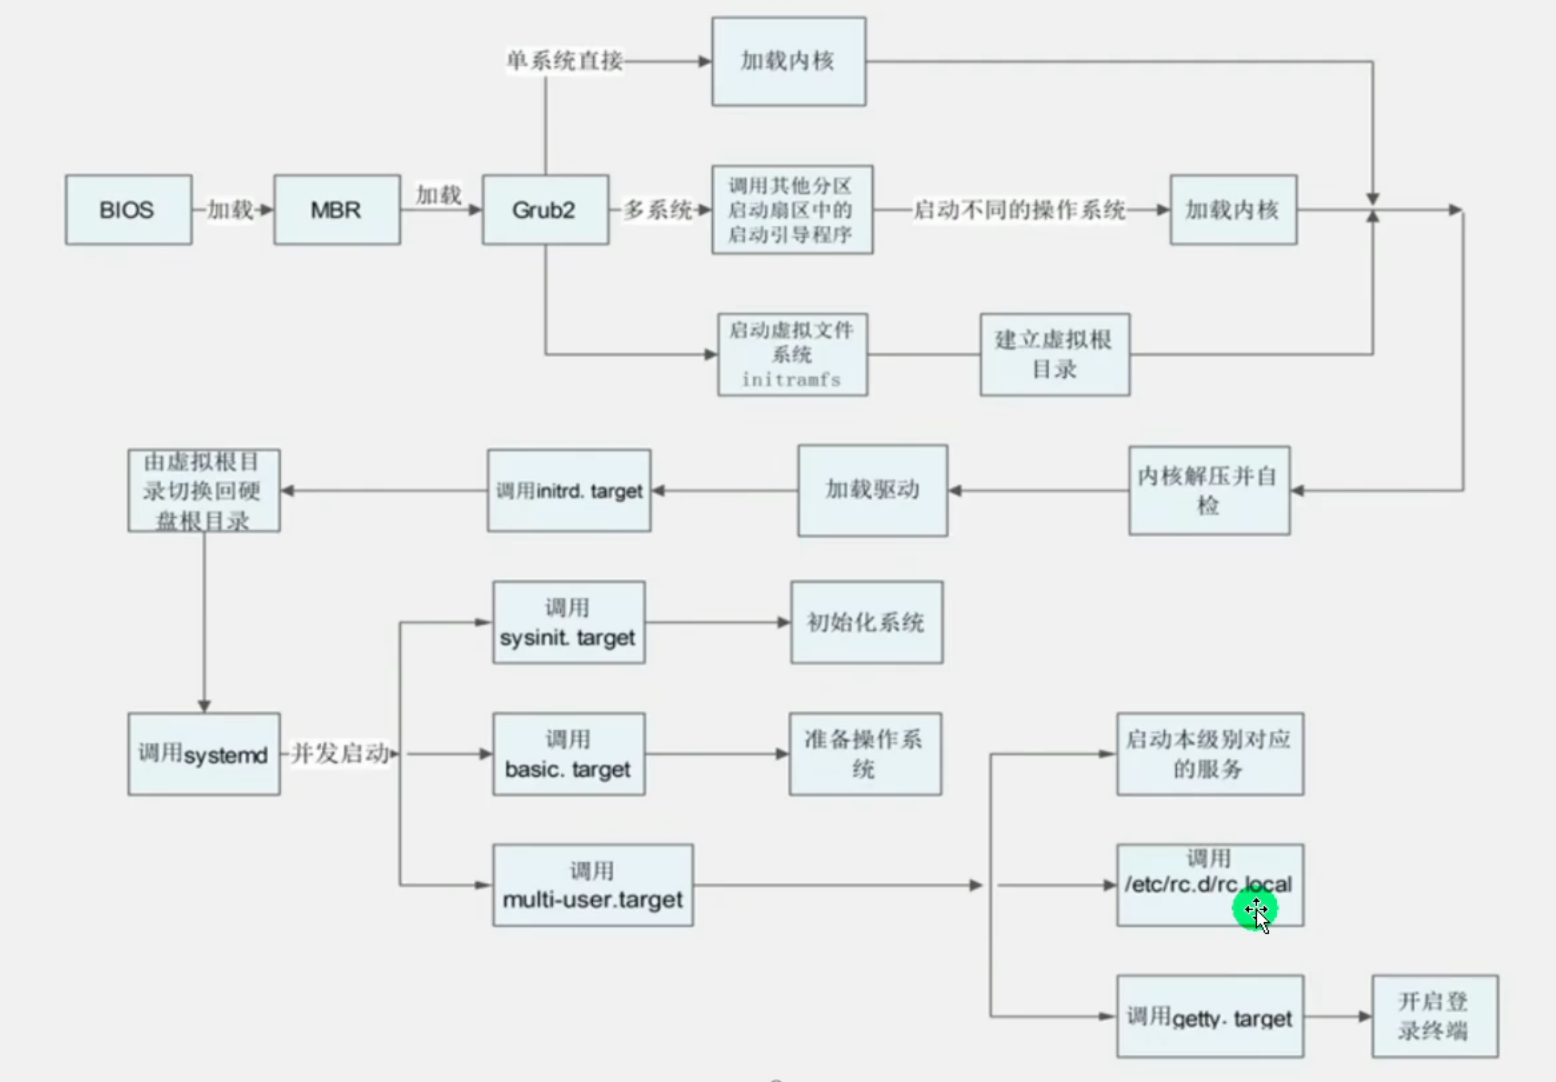 单系统直接
加载内核
BIOS
加载
MBR
加载
Grub2
多系统
调用其他分区
启动扇区中的
启动引导程序
启动不同的操作系统
加载内核
启动虚拟文件
系统
initramfs
建立虚拟根
目录
由虚拟根目
录切换回硬
盘根目录
调用initrd. target
加载驱动
内核解压并自
检
调用
sysinit. target
初始化系统
调用systemd
并发启动
调用
basic. target
准备操作系
统
启动本级别对应
的服务
调用
multi-user.target
调用
/etc/rc.d/rc.local
调用getty. target
开启登
录终端